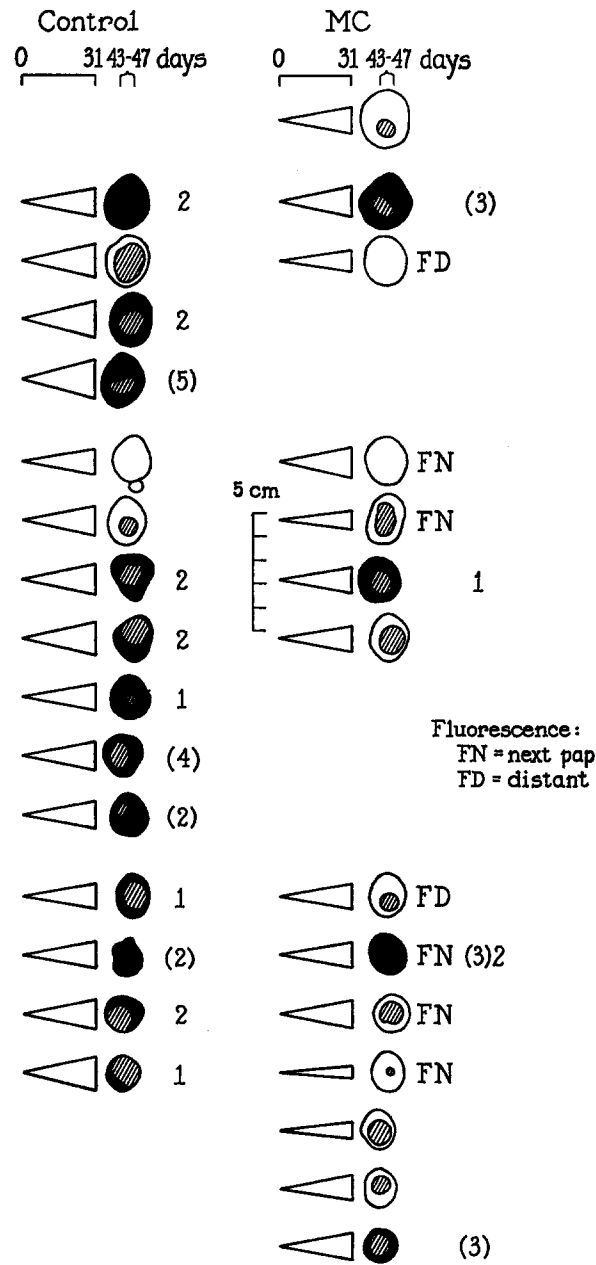 Control
MC
0 31 43-47 days
0 31 43-47 days
2
(3)
FD
2
(5)
FN
5 cm
FN
2
1
2
1
Fluorescence:
FN = next pap
FD = distant
(4)
(2)
1
FD
(2)
FN (3)2
2
FN
1
FN
(3)